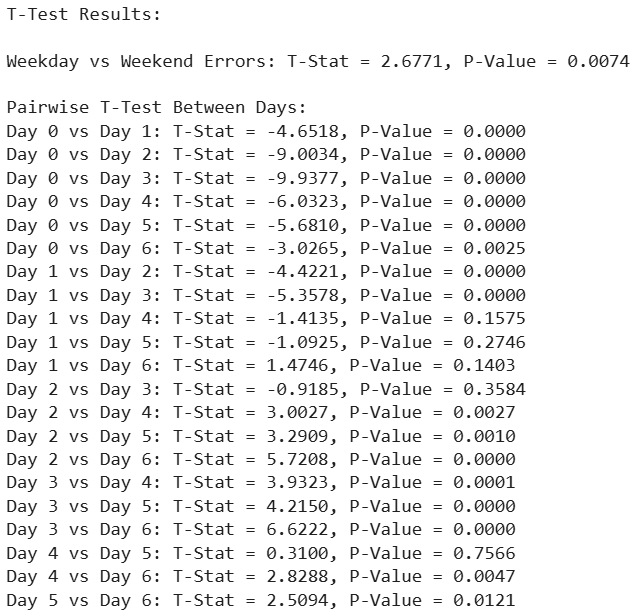 T-Test Results:
Weekday vs Weekend Errors: T-Stat = 2.6771, P-Value = 0.0074
Pairwise T-Test Between Days:
Day 0 vs Day 1: T-Stat = -4.6518, P-Value = 0.0000
Day 0 vs Day 2: T-Stat = -9.0034, P-Value = 0.0000
Day 0 vs Day 3: T-Stat = -9.9377, P-Value = 0.0000
Day 0 vs Day 4: T-Stat = -6.0323, P-Value = 0.0000
Day 0 vs Day 5: T-Stat = -5.6810, P-Value = 0.0000
Day 0 vs Day 6: T-Stat = -3.0265, P-Value = 0.0025
Day 1 vs Day 2: T-Stat = -4.4221, P-Value = 0.0000
Day 1 vs Day 3: T-Stat = -5.3578, P-Value = 0.0000
Day 1 vs Day 4: T-Stat = -1.4135, P-Value = 0.1575
Day 1 vs Day 5: T-Stat = -1.0925, P-Value = 0.2746
Day 1 vs Day 6: T-Stat = 1.4746, P-Value = 0.1403
Day 2 vs Day 3: T-Stat = -0.9185, P-Value = 0.3584
Day 2 vs Day 4: T-Stat = 3.0027, P-Value = 0.0027
Day 2 vs Day 5: T-Stat = 3.2909, P-Value = 0.0010
Day 2 vs Day 6: T-Stat = 5.7208, P-Value = 0.0000
Day 3 vs Day 4: T-Stat = 3.9323, P-Value = 0.0001
Day 3 vs Day 5: T-Stat = 4.2150, P-Value = 0.0000
Day 3 vs Day 6: T-Stat = 6.6222, P-Value = 0.0000
Day 4 vs Day 5: T-Stat = 0.3100, P-Value = 0.7566
Day 4 vs Day 6: T-Stat = 2.8288, P-Value = 0.0047
Day 5 vs Day 6: T-Stat = 2.5094, P-Value = 0.0121